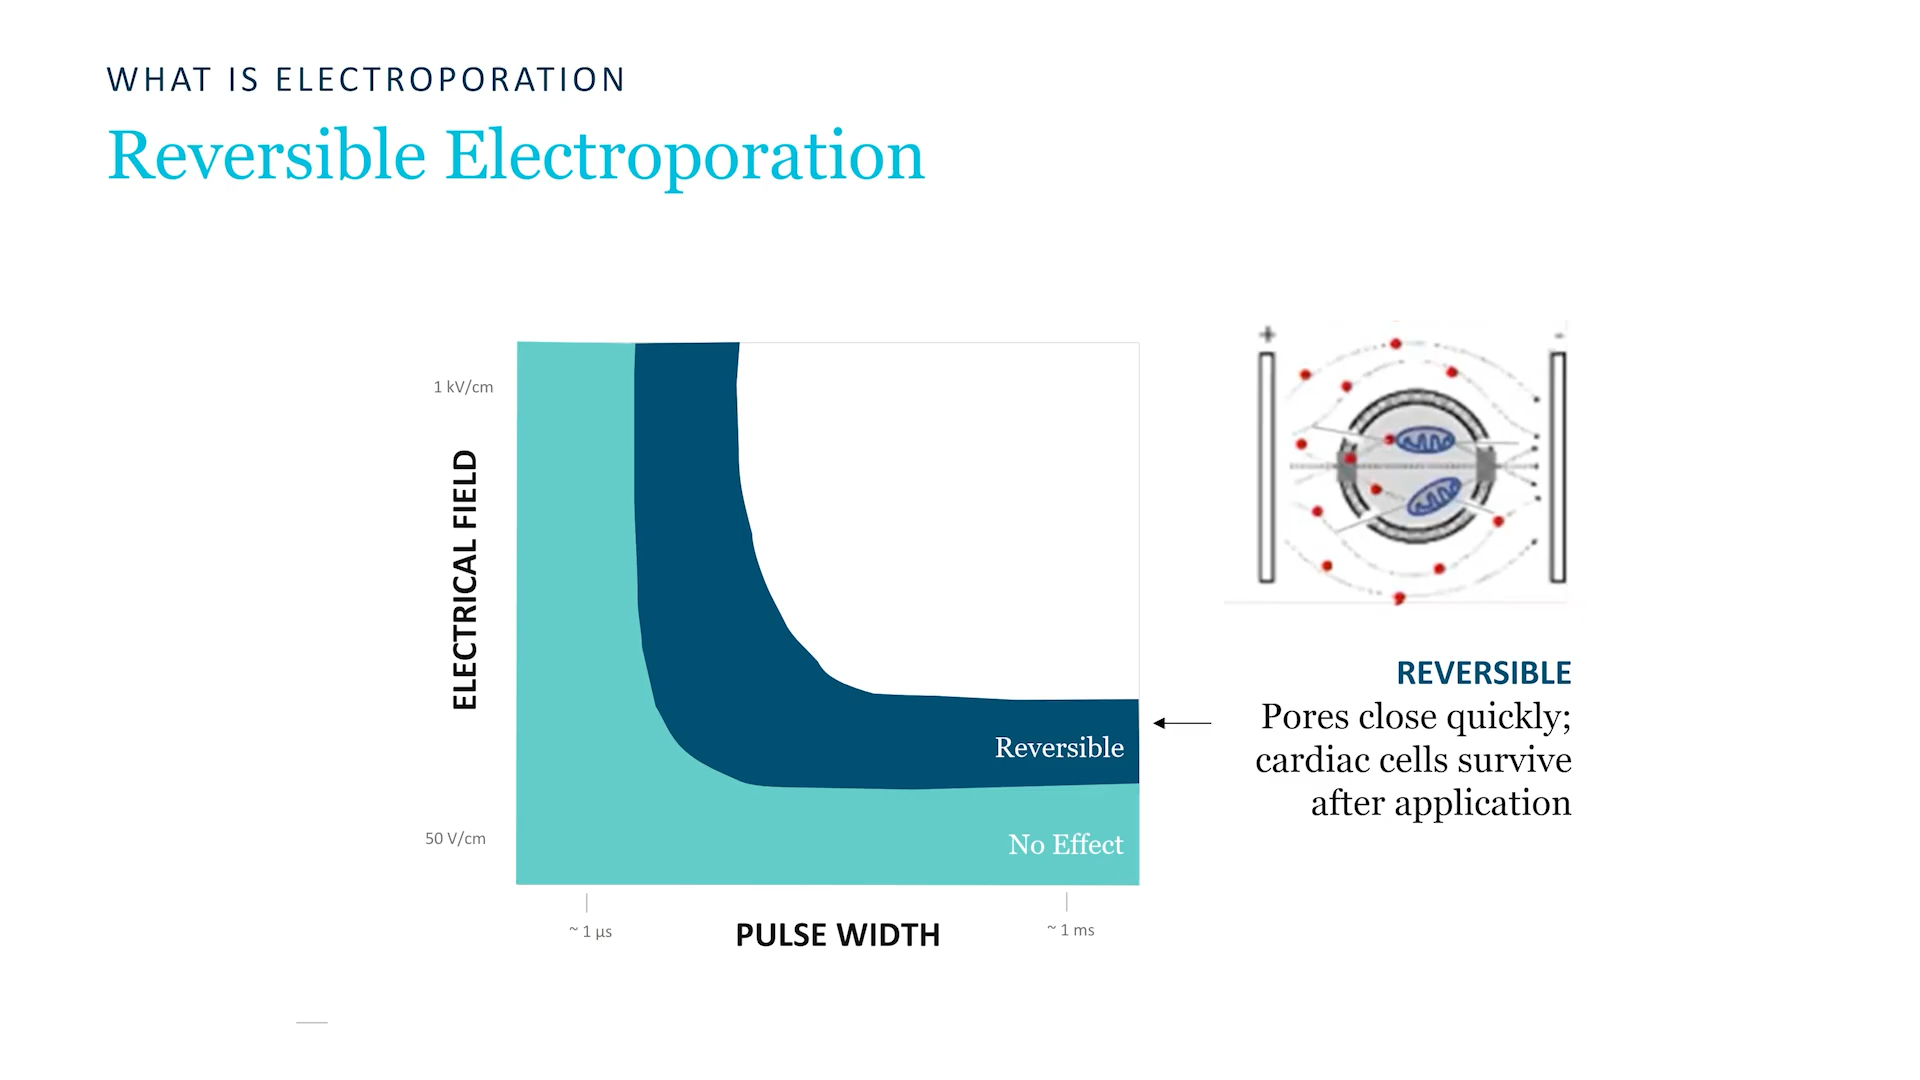 WHAT IS ELECTROPORATION
Reversible Electroporation
1 kV/cm
ELECTRICAL FIELD
50 V/cm
Reversible
No Effect
~ 1 µs
PULSE WIDTH
~ 1 ms
+
-
REVERSIBLE
Pores close quickly;
cardiac cells survive
after application